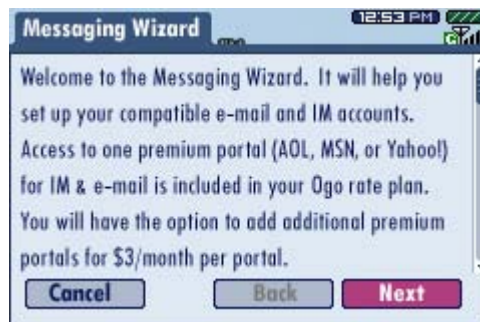 Messaging Wizard
12:53 PM
G
Welcome to the Messaging Wizard. It will help you
set up your compatible e-mail and IM accounts.
Access to one premium portal (AOL, MSN, or Yahoo!)
for IM & e-mail is included in your Ogo rate plan.
You will have the option to add additional premium
portals for $3/month per portal.
Cancel
Back
Next